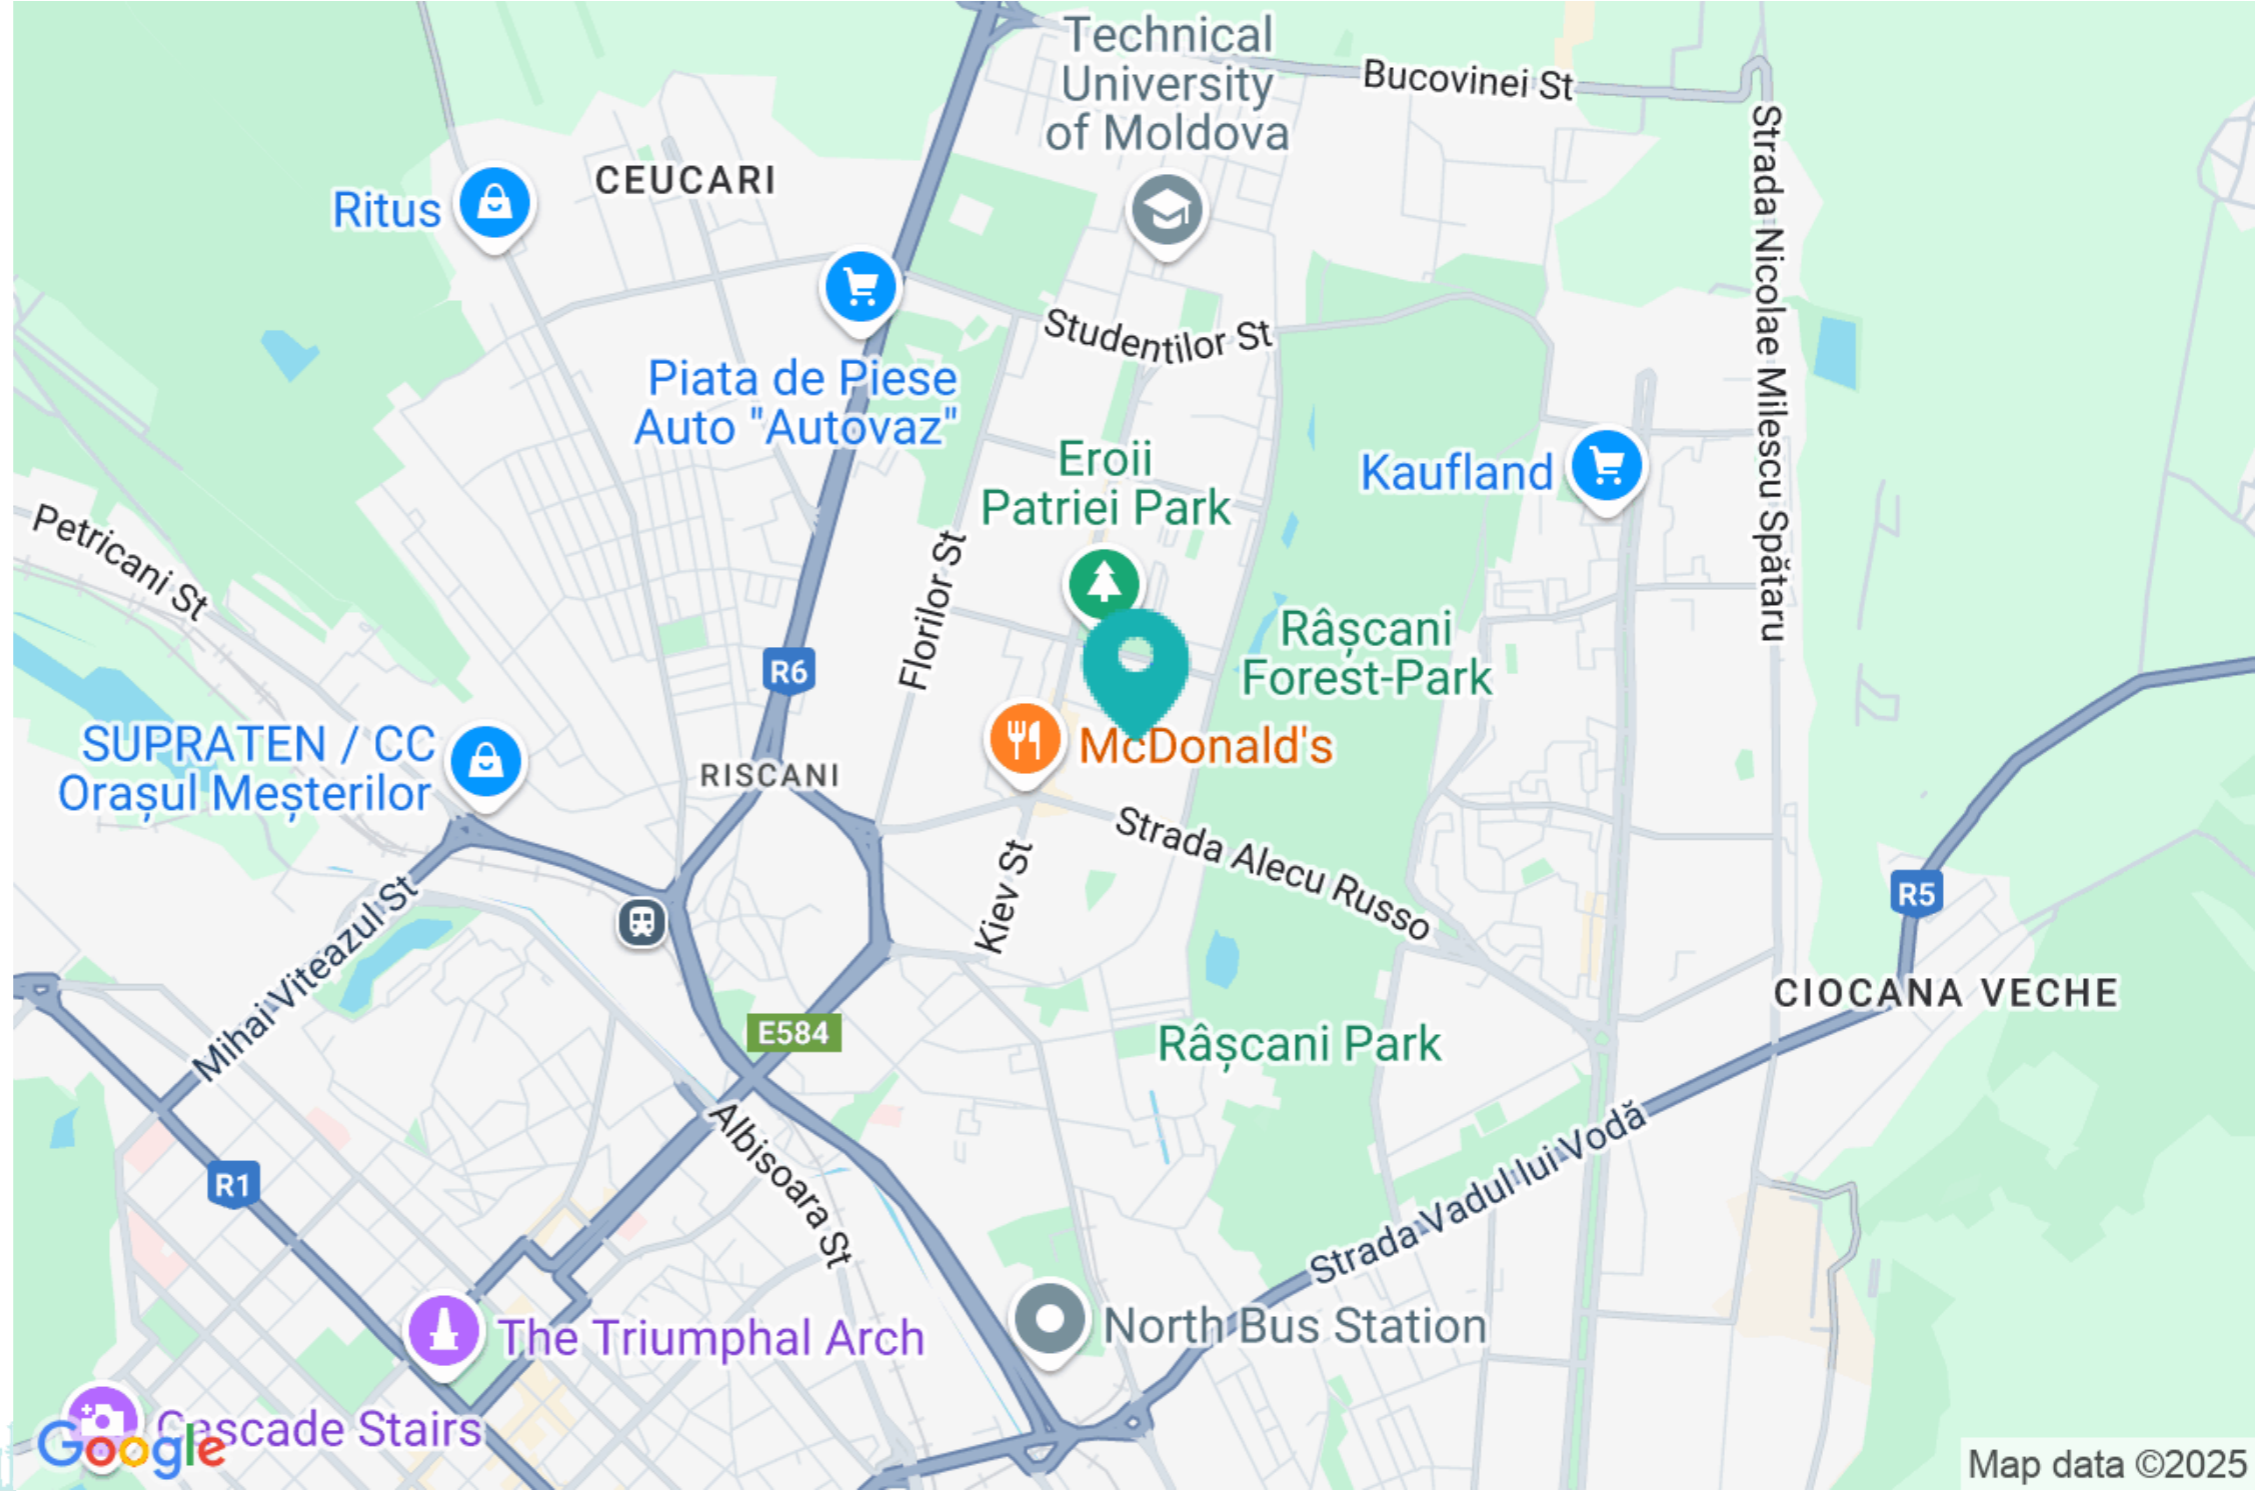 Technical
University
of Moldova
Bucovinei St
CEUCARI
Ritus
Strada Nicolae Milescu Spătaru
Studentilor St
Piata de Piese
Auto "Autovaz"
Eroii
Patriei Park
Kaufland
Petricani St
Florilor St
Râșcani
Forest-Park
R6
SUPRATEN / CC
Orașul Meșterilor
McDonald's
RISCANI
Strada Alecu Russo
Kiev St
R5
Mihai Viteazul St
CIOCANA VECHE
E584
Râșcani Park
Albisoara St
Strada Vadul lui Vodă
R1
The Triumphal Arch
North Bus Station
Cascade Stairs
Google
Map data ©2025